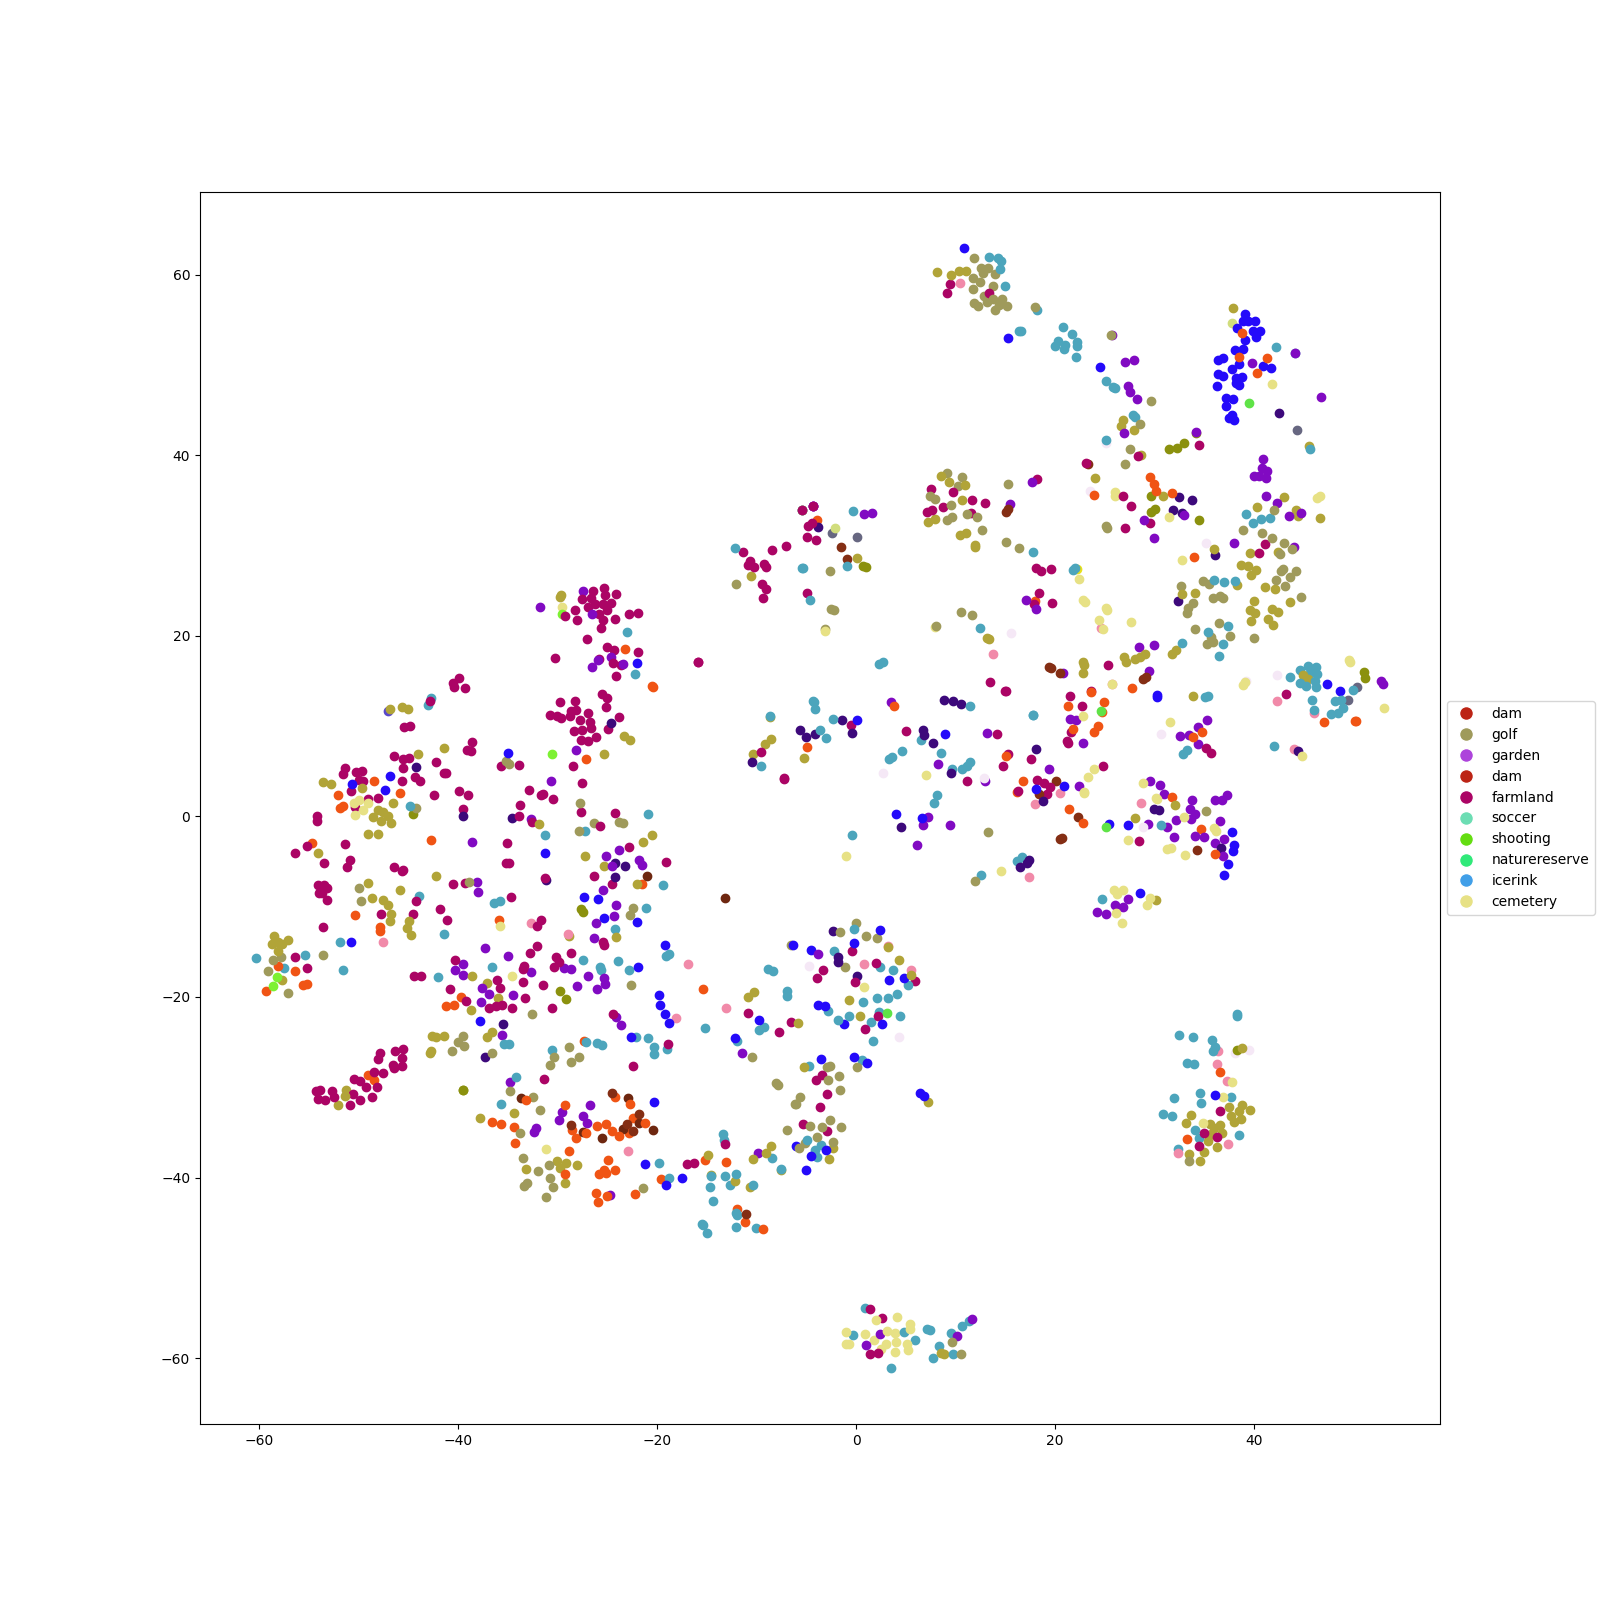 60
40
20
0
−20
−40
−60
−60
−40
−20
0
20
40
dam
golf
garden
dam
farmland
soccer
shooting
naturereserve
icerink
cemetery